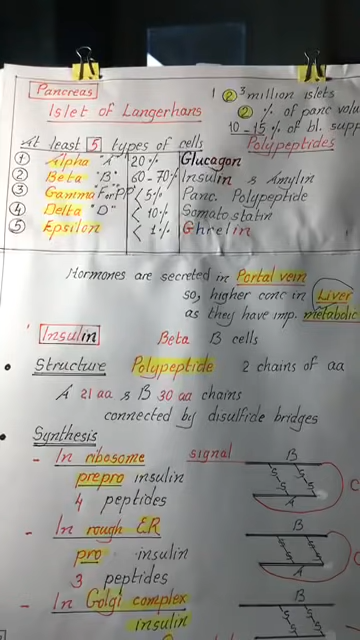 Pancreas
Islet of Langerhans
1 2 3 million islets
2 % of panc volu
10 - 15 % of bl. supp
Polypeptides
At least 5 types of cells
1 Alpha "A" 20% Glucagon
2 Beta "B" 60-70% Insulin & Amylin
3 Gamma "F or PP" < 5% Panc. Polypeptide
4 Delta "D" < 10% Somatostatin
5 Epsilon < 1% Ghrelin
Hormones are secreted in Portal vein
so, higher conc in Liver
as they have imp. metabolic
Insulin Beta B cells
• Structure Polypeptide 2 chains of aa
A 21 aa & B 30 aa chains
connected by disulfide bridges
• Synthesis
- In ribosome signal B
prepro insulin
4 peptides A
- In rough ER B
pro insulin
3 peptides A
- In Golgi complex B
insulin